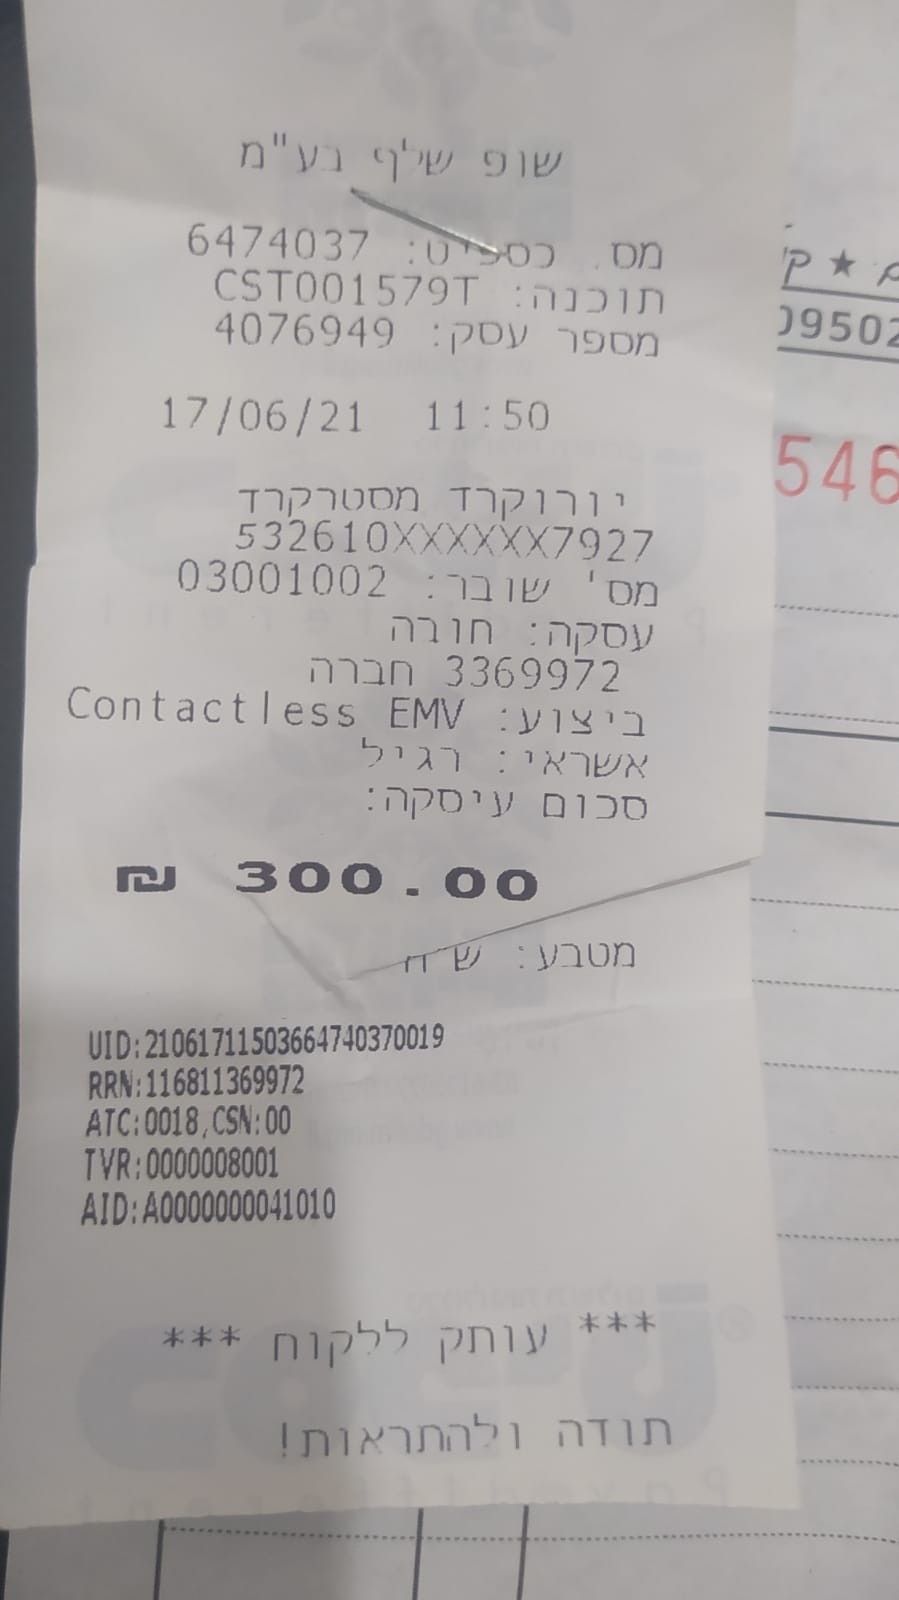 שופ שלף בע"מ
מס. כספיט: 6474037
תוכנה: CST001579T
מספר עסק: 4076949
17/06/21 11:50
יורוקרד מסטרקרד
532610XXXXXX7927
מס' שובר: 03001002
עסקה: חובה
3369972 חברה
ביצוע: Contactless EMV
אשראי: רגיל
סכום עיסקה:
300.00 ₪
מטבע: ש"ח
UID:21061711503664740370019
RRN:116811369972
ATC:0018,CSN:00
TVR:0000008001
AID:A0000000041010
*** עותק ללקוח ***
תודה ולהתראות!
09502
546